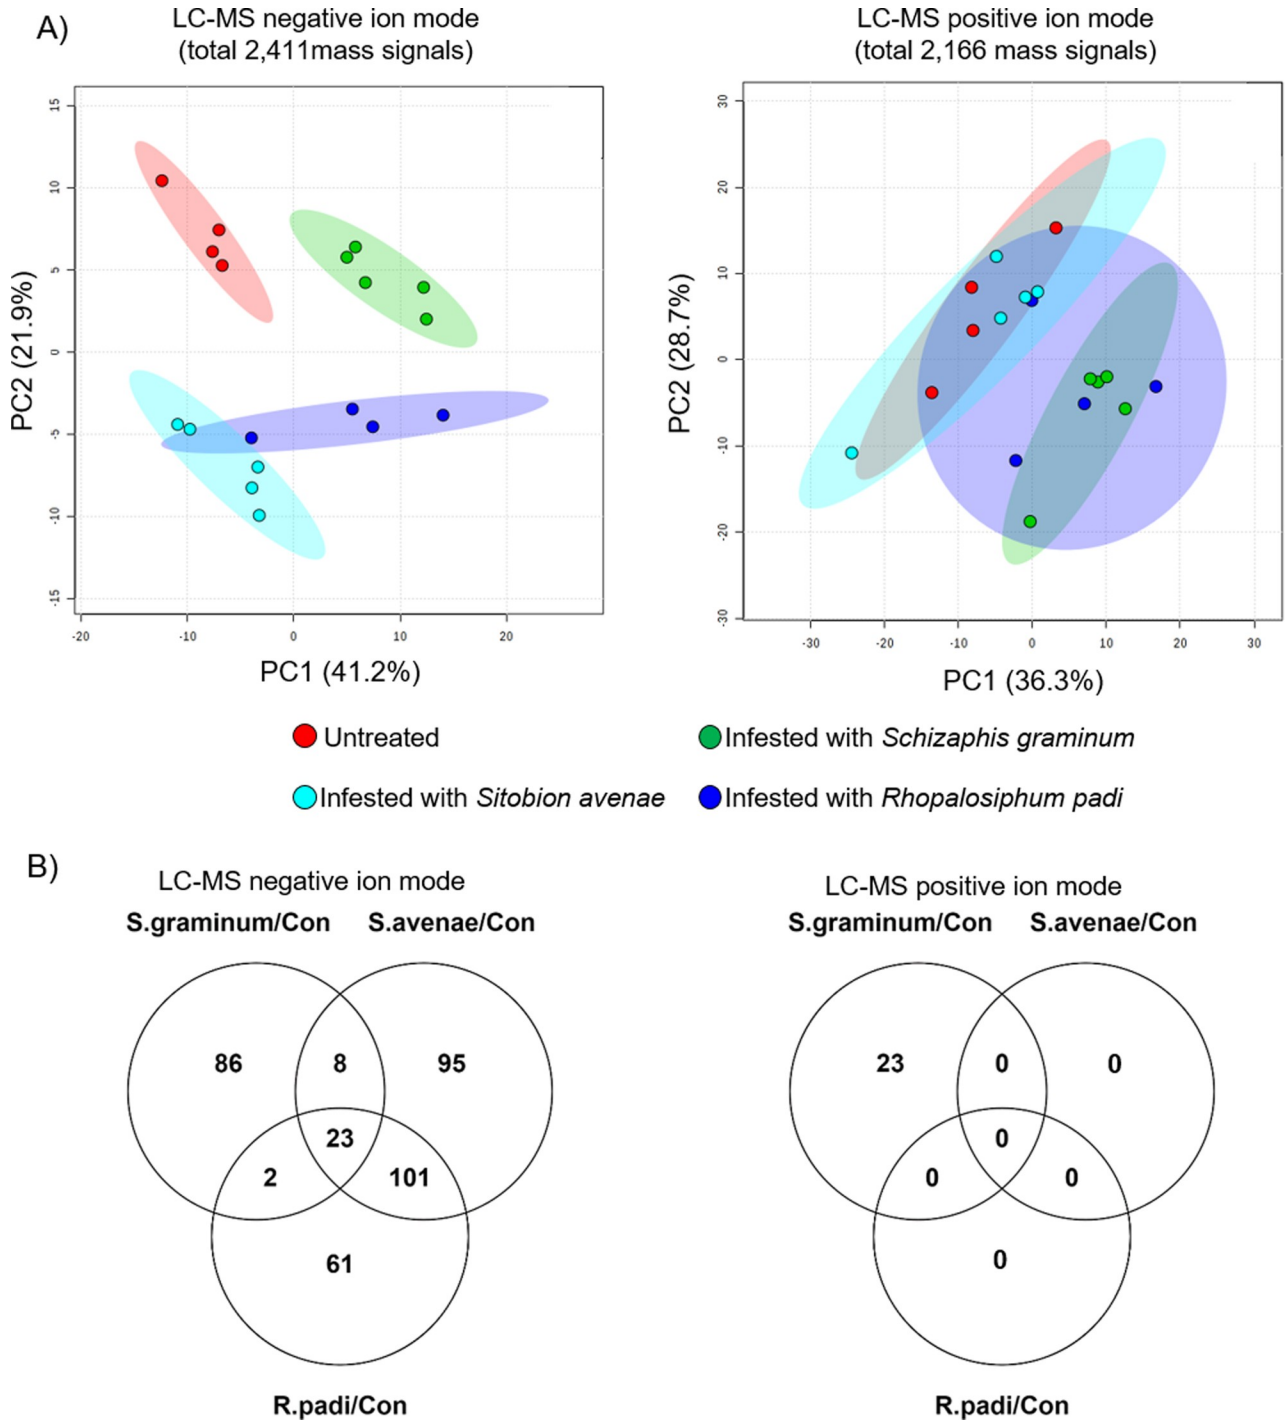 A)
LC-MS negative ion mode
(total 2,411mass signals)
LC-MS positive ion mode
(total 2,166 mass signals)
PC2 (21.9%)
15
10
5
0
-5
-10
-15
-20
-10
0
10
20
PC1 (41.2%)
PC2 (28.7%)
30
20
10
0
-10
-20
-30
-30
-20
-10
0
10
20
30
PC1 (36.3%)
Untreated
Infested with Schizaphis graminum
Infested with Sitobion avenae
Infested with Rhopalosiphum padi
B)
LC-MS negative ion mode
S.graminum/Con S.avenae/Con
86
8
95
23
2
101
61
R.padi/Con
LC-MS positive ion mode
S.graminum/Con S.avenae/Con
23
0
0
0
0
0
0
R.padi/Con